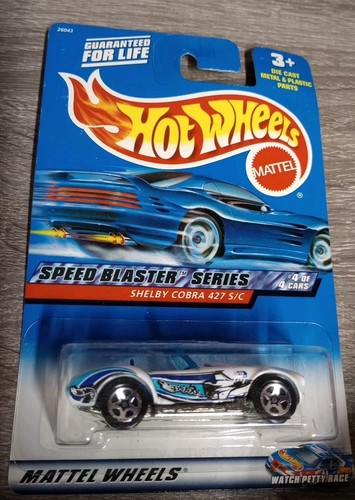 26043
GUARANTEED
FOR LIFE
3+
DIE CAST
METAL & PLASTIC
PARTS
HOT WHEELS
MATTEL
®
SPEED BLASTER™ SERIES
SHELBY COBRA 427 S/C
#4 OF
4 CARS
MATTEL WHEELS®
WATCH PETTY RACE